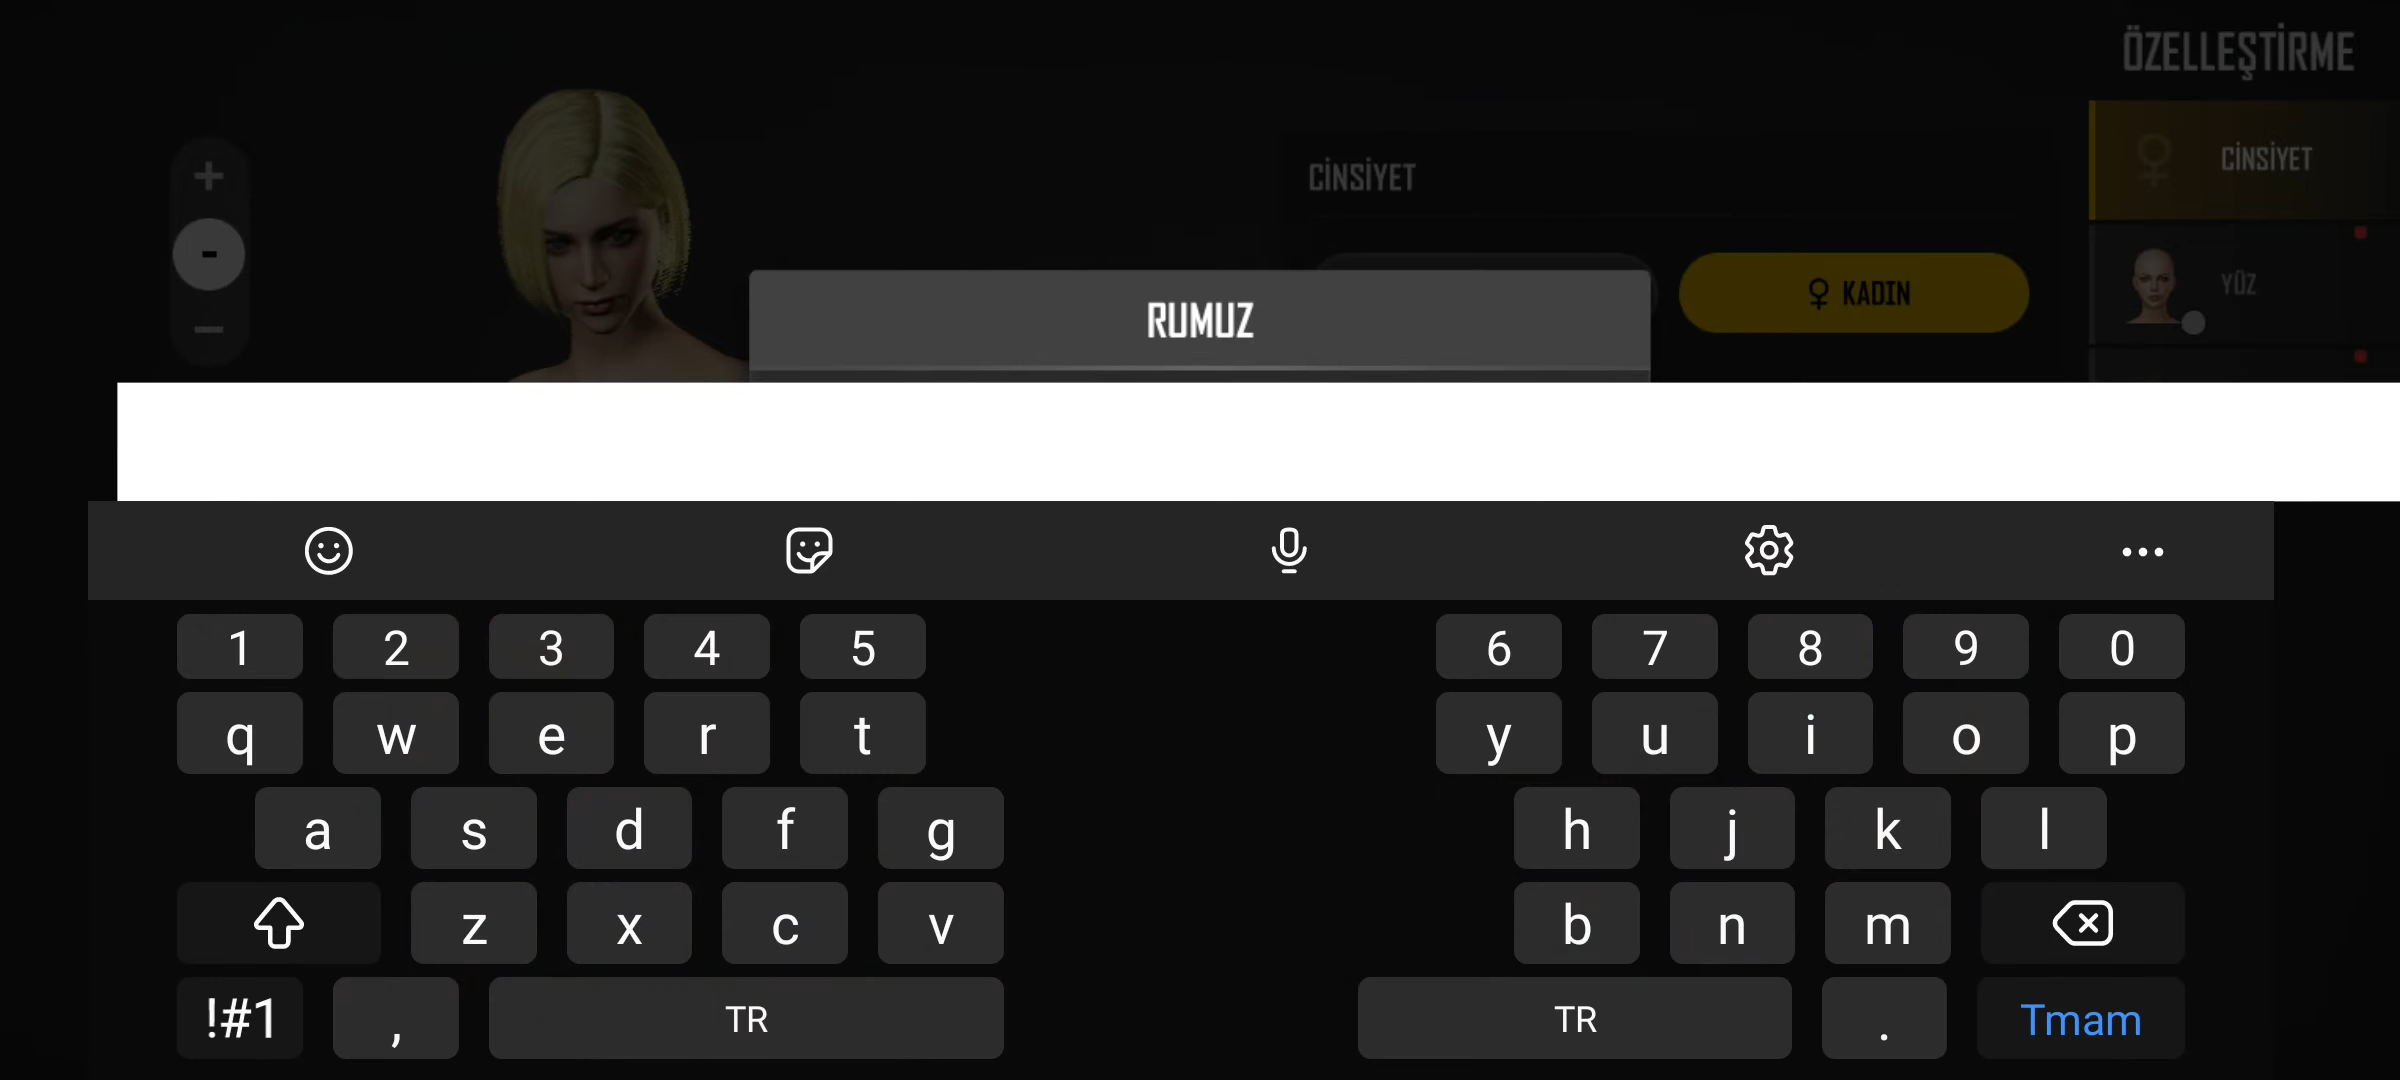 ÖZELLEŞTİRME
CİNSİYET
CİNSİYET
KADIN
YÜZ
RUMUZ
1 2 3 4 5 6 7 8 9 0
q w e r t y u i o p
a s d f g h j k l
z x c v b n m
!#1 , TR TR . Tmam